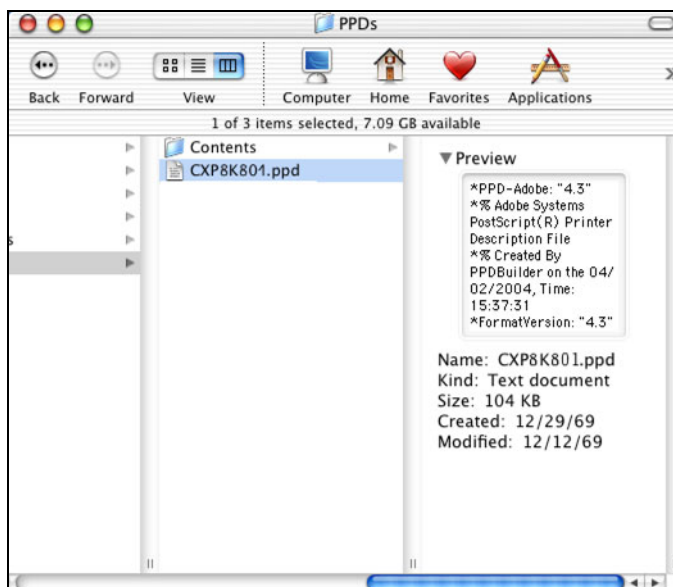 PPDs
Back Forward View Computer Home Favorites Applications
1 of 3 items selected, 7.09 GB available
Contents
CXP8K801.ppd
s
Preview
*PPD-Adobe: "4.3"
*% Adobe Systems
PostScript(R) Printer
Description File
*% Created By
PPDBuilder on the 04/
02/2004, Time:
15:37:31
*FormatVersion: "4.3"
Name: CXP8K801.ppd
Kind: Text document
Size: 104 KB
Created: 12/29/69
Modified: 12/12/69